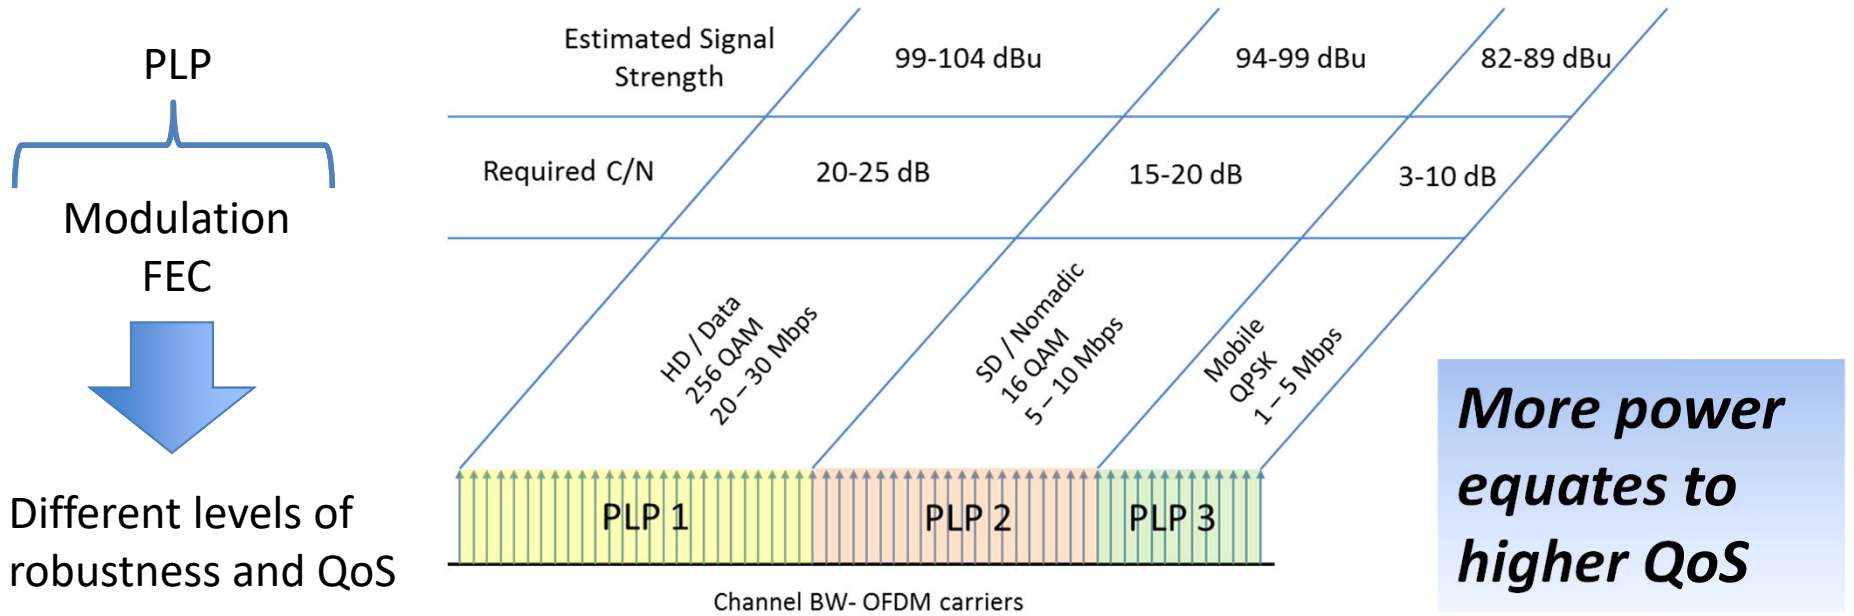 PLP
Modulation
FEC
Different levels of
robustness and QoS
Estimated Signal
Strength
99-104 dBu
94-99 dBu
82-89 dBu
Required C/N
20-25 dB
15-20 dB
3-10 dB
HD / Data
256 QAM
20 – 30 Mbps
SD / Nomadic
16 QAM
5 – 10 Mbps
Mobile
QPSK
1 – 5 Mbps
PLP 1
PLP 2
PLP 3
Channel BW- OFDM carriers
More power
equates to
higher QoS